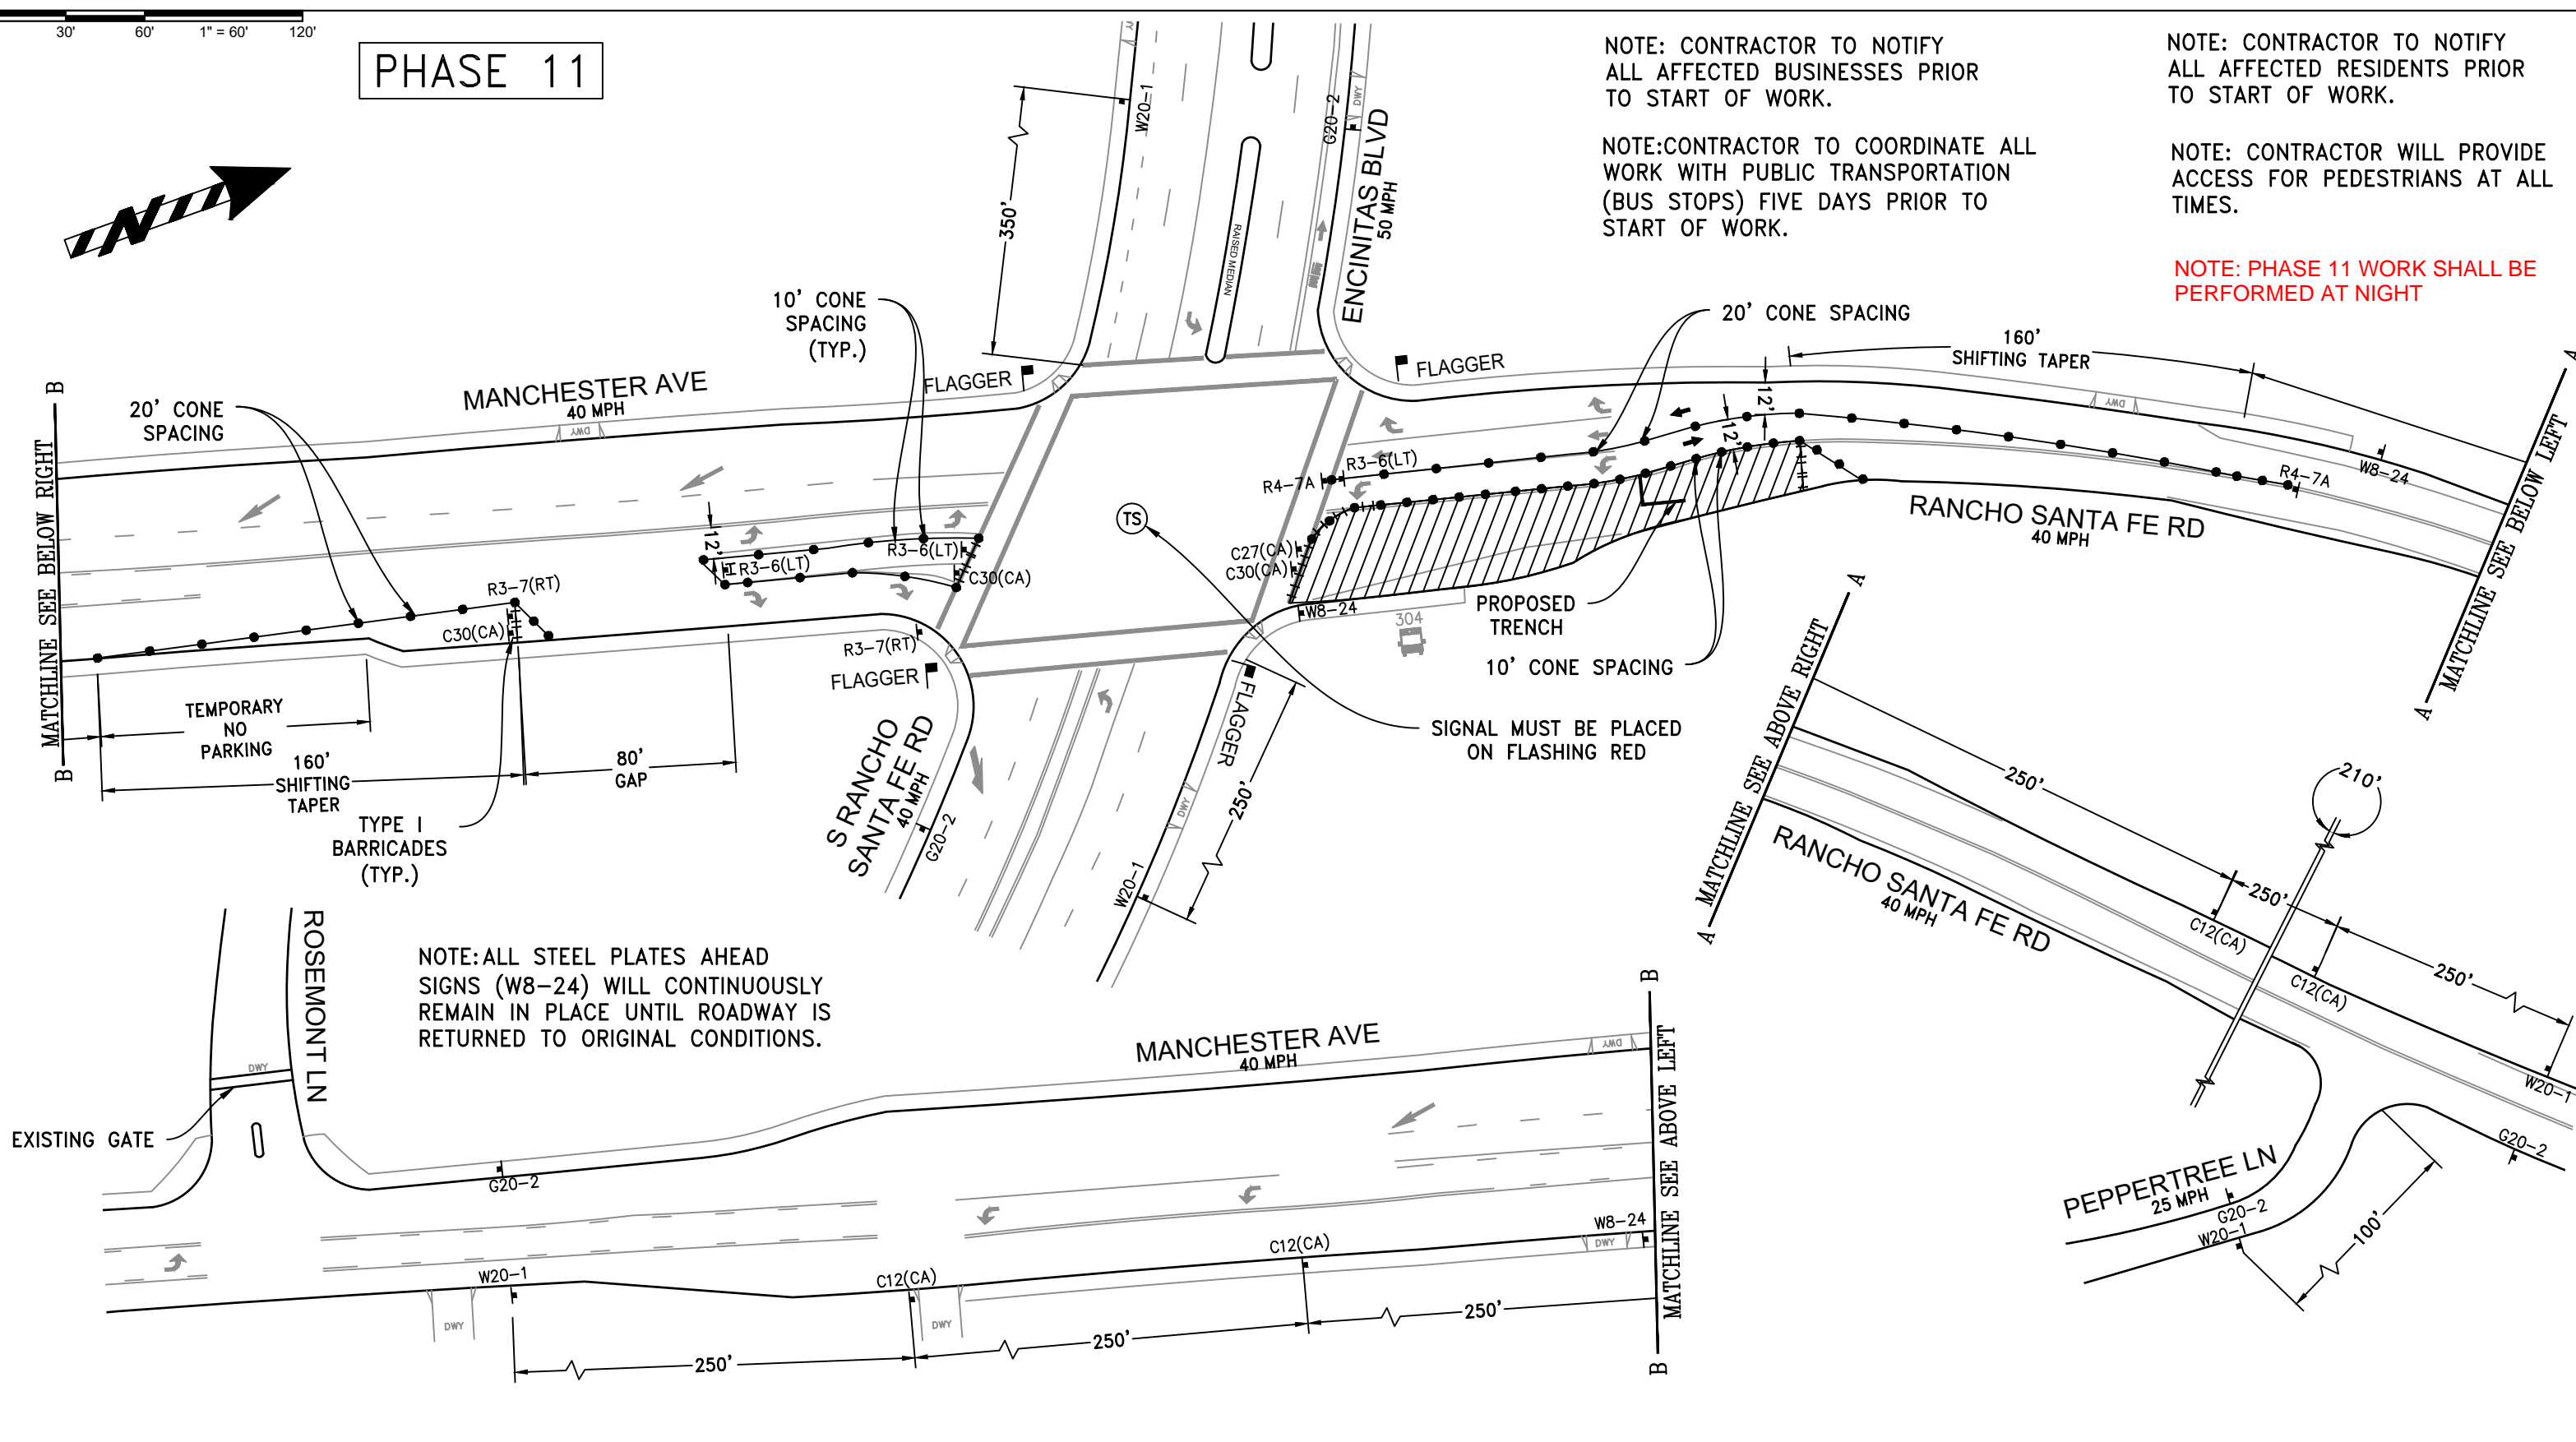 30' 60' 1" = 60' 120'
PHASE 11
N
NOTE: CONTRACTOR TO NOTIFY
ALL AFFECTED BUSINESSES PRIOR
TO START OF WORK.
NOTE:CONTRACTOR TO COORDINATE ALL
WORK WITH PUBLIC TRANSPORTATION
(BUS STOPS) FIVE DAYS PRIOR TO
START OF WORK.
NOTE: CONTRACTOR TO NOTIFY
ALL AFFECTED RESIDENTS PRIOR
TO START OF WORK.
NOTE: CONTRACTOR WILL PROVIDE
ACCESS FOR PEDESTRIANS AT ALL
TIMES.
NOTE: PHASE 11 WORK SHALL BE
PERFORMED AT NIGHT
W20-1
G20-2
DWY
350'
RAISED MEDIAN
ENCINITAS BLVD
50 MPH
10' CONE
SPACING
(TYP.)
FLAGGER
FLAGGER
20' CONE SPACING
160'
SHIFTING TAPER
A
MATCHLINE SEE BELOW LEFT
A
B
MATCHLINE SEE BELOW RIGHT
B
20' CONE
SPACING
MANCHESTER AVE
40 MPH
DWY
12'
R3-6(LT)
R3-6(LT)
C30(CA)
R3-7(RT)
C30(CA)
R3-7(RT)
FLAGGER
TS
R4-7A
R3-6(LT)
C27(CA)
C30(CA)
W8-24
12'
12'
DWY
R4-7A
W8-24
RANCHO SANTA FE RD
40 MPH
304
PROPOSED
TRENCH
10' CONE SPACING
SIGNAL MUST BE PLACED
ON FLASHING RED
TEMPORARY
NO
PARKING
160'
SHIFTING
TAPER
80'
GAP
TYPE I
BARRICADES
(TYP.)
S RANCHO
SANTA FE RD
40 MPH
G20-2
FLAGGER
DWY
250'
W20-1
A
MATCHLINE SEE ABOVE RIGHT
A
250'
210'
250'
250'
C12(CA)
C12(CA)
W20-1
G20-2
RANCHO SANTA FE RD
40 MPH
PEPPERTREE LN
25 MPH
G20-2
W20-1
100'
ROSEMONT LN
DWY
EXISTING GATE
NOTE:ALL STEEL PLATES AHEAD
SIGNS (W8-24) WILL CONTINUOUSLY
REMAIN IN PLACE UNTIL ROADWAY IS
RETURNED TO ORIGINAL CONDITIONS.
G20-2
MANCHESTER AVE
40 MPH
DWY
B
MATCHLINE SEE ABOVE LEFT
B
W20-1
C12(CA)
C12(CA)
W8-24
DWY
DWY
DWY
250'
250'
250'